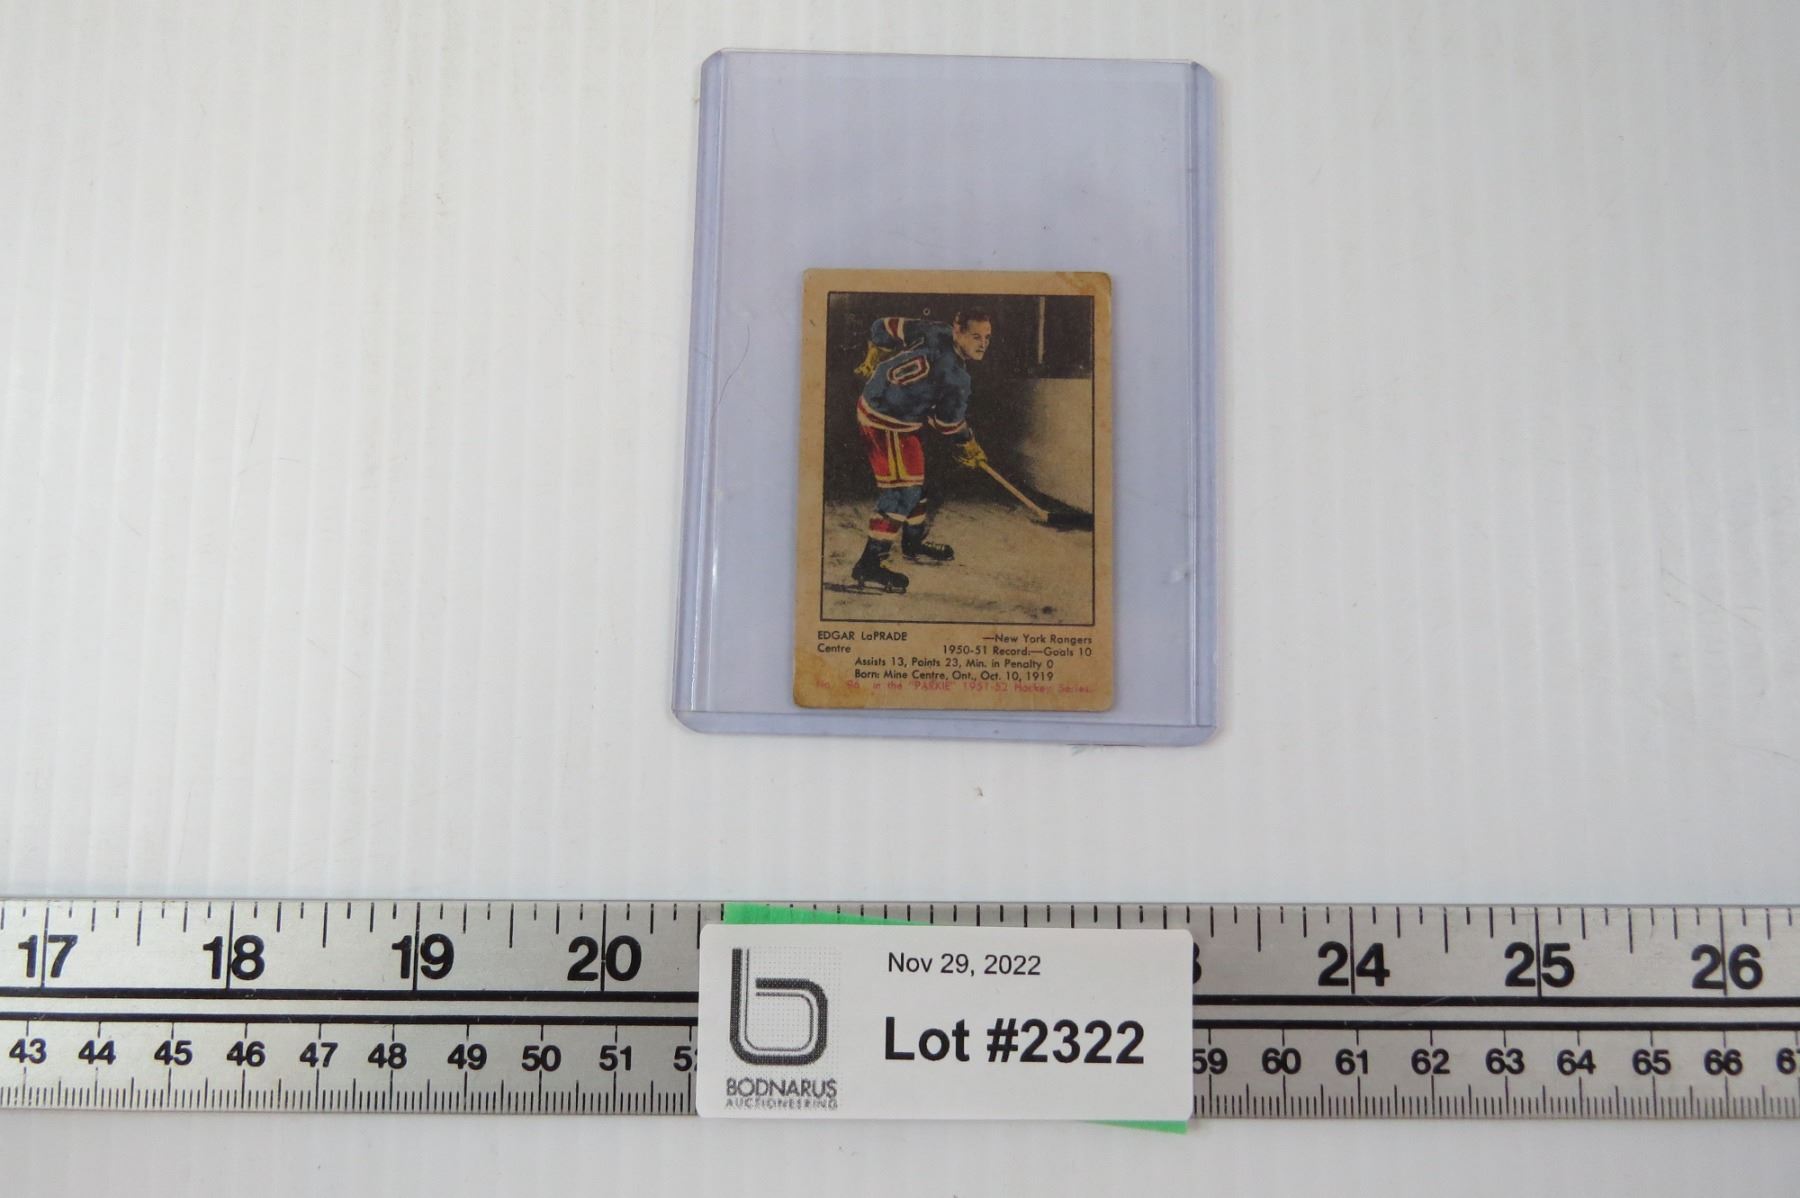 0
EDGAR LaPRADE —New York Rangers
Centre 1950-51 Record:—Goals 10
Assists 13, Points 23, Min. in Penalty 0
Born: Mine Centre, Ont., Oct. 10, 1919
No. 96 in the "PARKIE" 1951-52 Hockey Series.
17 18 19 20 24 25 26
43 44 45 46 47 48 49 50 51 59 60 61 62 63 64 65 66
Nov 29, 2022
Lot #2322
b
BODNARUS
AUCTIONEERING